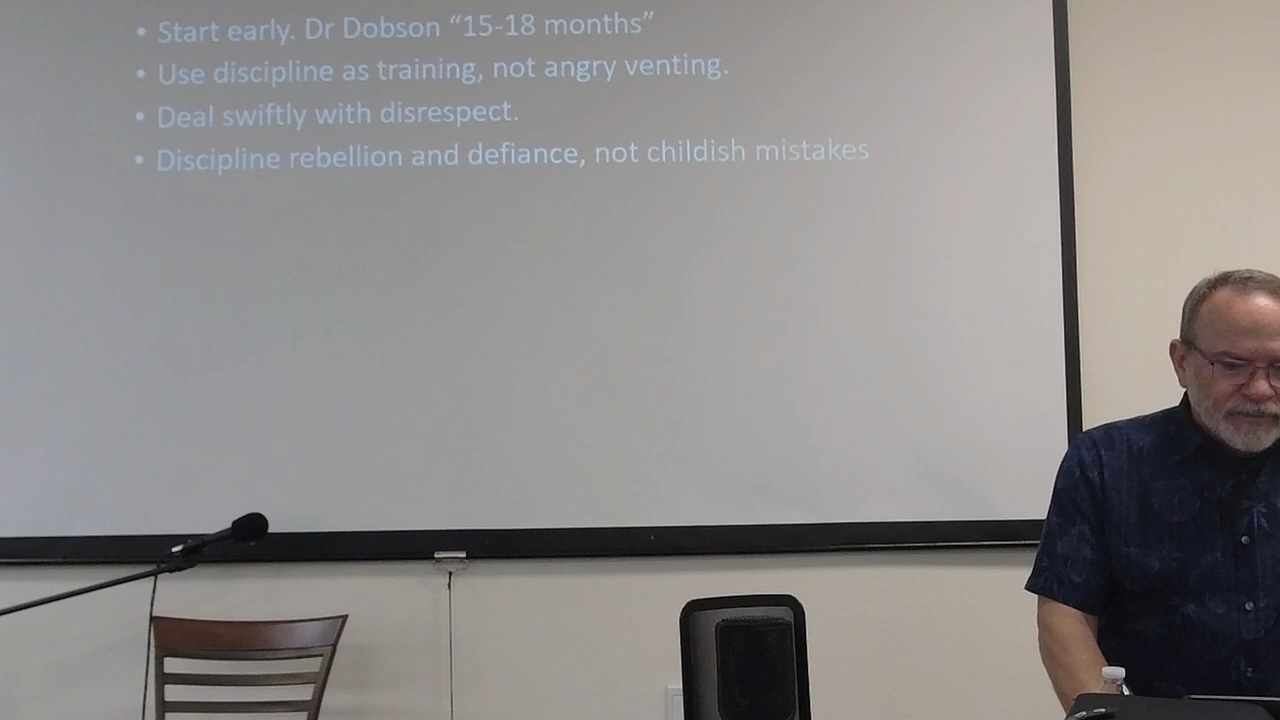 • Start early. Dr Dobson “15-18 months”
• Use discipline as training, not angry venting.
• Deal swiftly with disrespect.
• Discipline rebellion and defiance, not childish mistakes